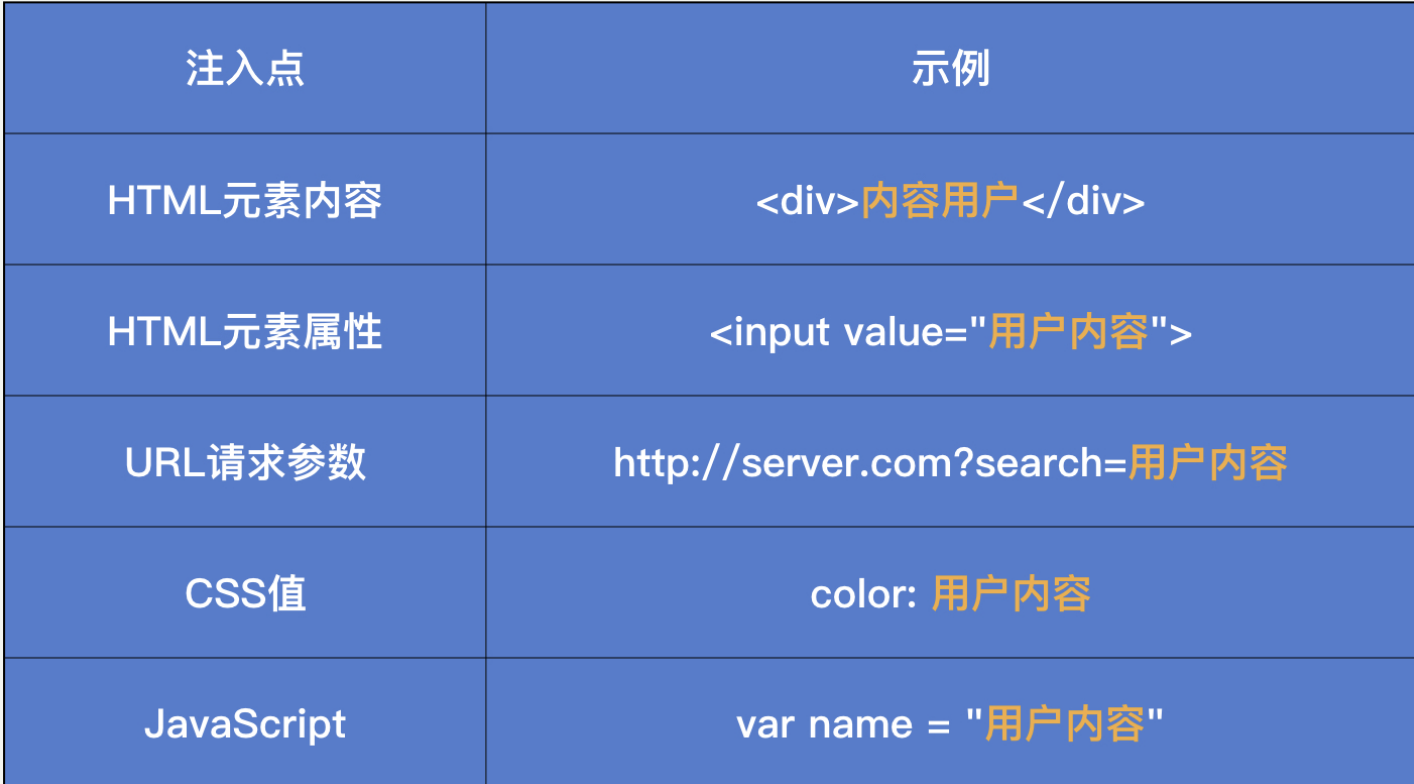 注入点 示例
HTML元素内容 <div>内容用户</div>
HTML元素属性 <input value="用户内容">
URL请求参数 http://server.com?search=用户内容
CSS值 color: 用户内容
JavaScript var name = "用户内容"